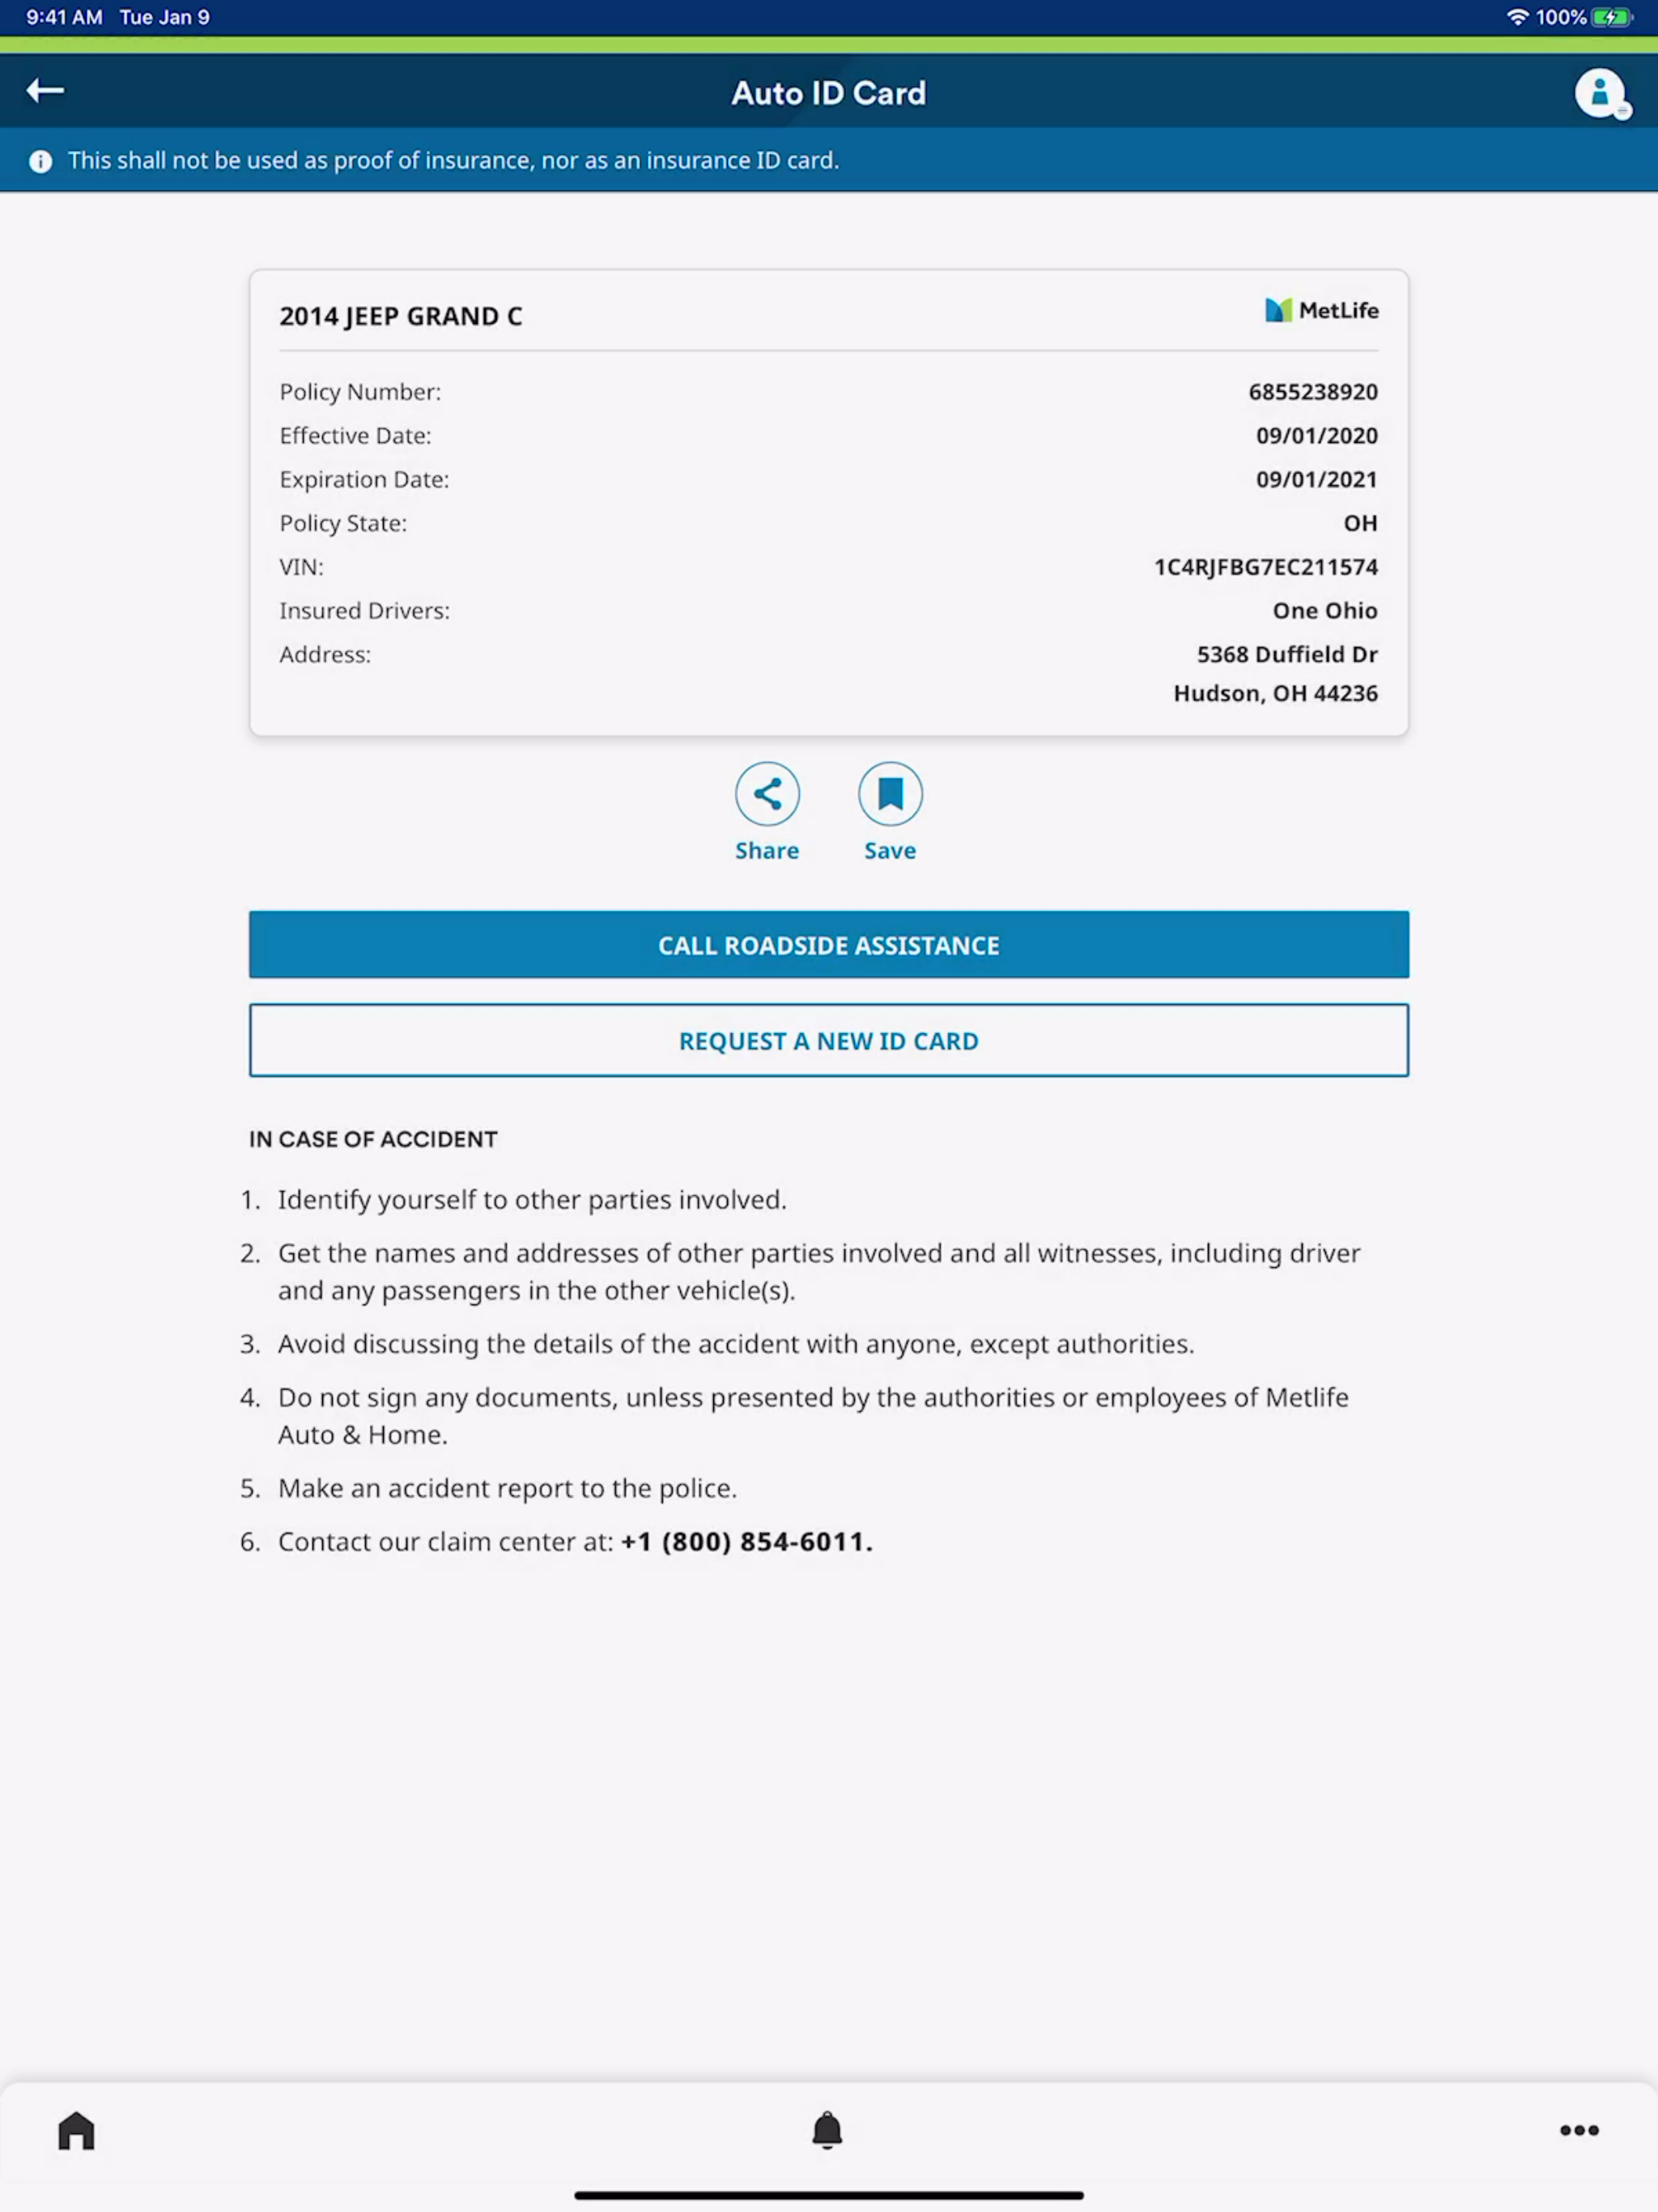 9:41 AM Tue Jan 9 100%
Auto ID Card
This shall not be used as proof of insurance, nor as an insurance ID card.
2014 JEEP GRAND C MetLife
Policy Number: 6855238920
Effective Date: 09/01/2020
Expiration Date: 09/01/2021
Policy State: OH
VIN: 1C4RJFBG7EC211574
Insured Drivers: One Ohio
Address: 5368 Duffield Dr
Hudson, OH 44236
Share Save
CALL ROADSIDE ASSISTANCE
REQUEST A NEW ID CARD
IN CASE OF ACCIDENT
1. Identify yourself to other parties involved.
2. Get the names and addresses of other parties involved and all witnesses, including driver
and any passengers in the other vehicle(s).
3. Avoid discussing the details of the accident with anyone, except authorities.
4. Do not sign any documents, unless presented by the authorities or employees of Metlife
Auto & Home.
5. Make an accident report to the police.
6. Contact our claim center at: +1 (800) 854-6011.